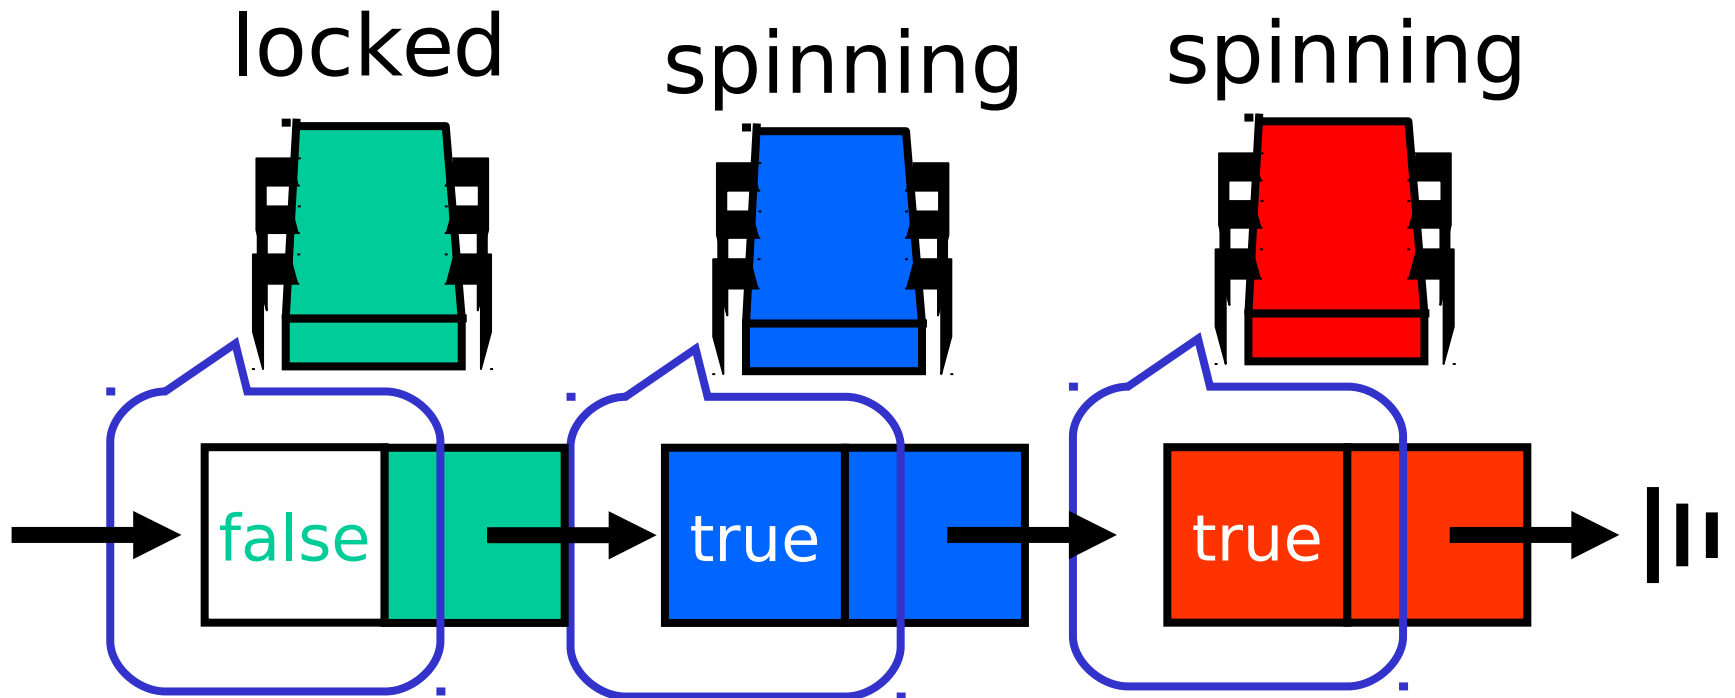 locked
spinning
spinning
false
true
true